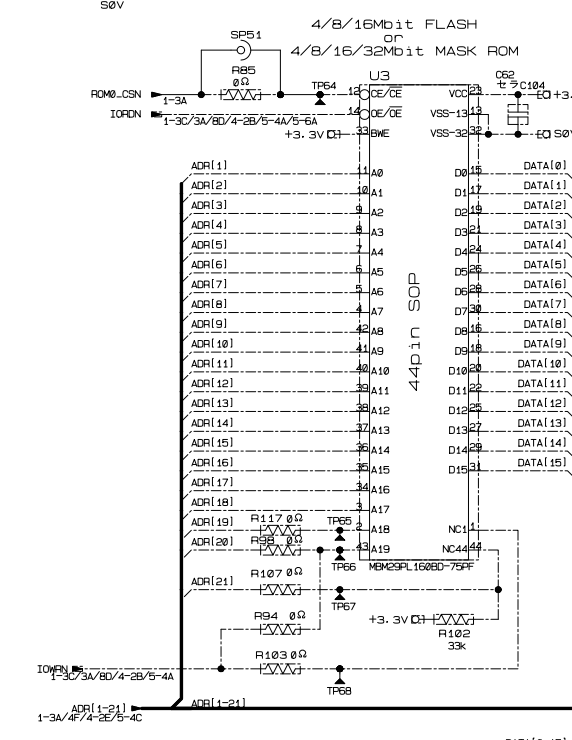 S0V
4/8/16Mbit FLASH
or
4/8/16/32Mbit MASK ROM
SP51
R85
0Ω
TP64
U3
C62
セラ C104
ROM0_CSN
1-3A
12 CE/CE
VCC 23
+3.
IORDN
1-3C/3A/8D/4-2B/5-4A/5-6A
14 OE/OE
VSS-13 13
+3.3V
33 BWE
VSS-32 32
S0V
ADR[1] 11 A0 D0 15 DATA[0]
ADR[2] 10 A1 D1 17 DATA[1]
ADR[3] 9 A2 D2 19 DATA[2]
ADR[4] 8 A3 D3 21 DATA[3]
ADR[5] 7 A4 D4 24 DATA[4]
ADR[6] 6 A5 D5 26 DATA[5]
ADR[7] 5 A6 D6 28 DATA[6]
ADR[8] 4 A7 D7 30 DATA[7]
ADR[9] 42 A8 D8 16 DATA[8]
ADR[10] 41 A9 D9 18 DATA[9]
ADR[11] 40 A10 D10 20 DATA[10]
ADR[12] 39 A11 D11 22 DATA[11]
ADR[13] 38 A12 D12 25 DATA[12]
ADR[14] 37 A13 D13 27 DATA[13]
ADR[15] 36 A14 D14 29 DATA[14]
ADR[16] 35 A15 D15 31 DATA[15]
ADR[17] 34 A16
ADR[18] 3 A17
44pin SOP
ADR[19] R117 0Ω TP65 2 A18 NC1 1
ADR[20] R98 0Ω TP66 43 A19 NC44 44
MBM29PL160BD-75PF
ADR[21] R107 0Ω TP67
R94 0Ω
+3.3V
R102
33k
IOWRN
1-3C/3A/8D/4-2B/5-4A
R103 0Ω
TP68
ADR[1-21]
1-3A/4F/4-2E/5-4C
ADR[1-21]